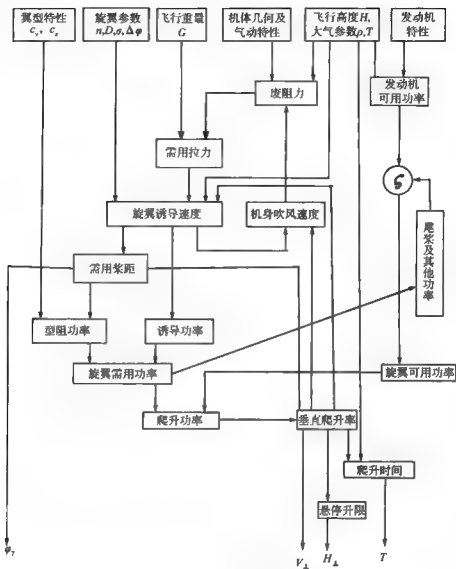 翼型特性
旋翼参数
飞行重量
机体几何及
飞行高度H,
发动机
n,D,σ,Δφ
G
气动特性
大气参数ρ,T
特性
废阻力
发动机
可用功率
需用拉力
ζ
旋翼诱导速度
机身吹风速度
尾桨及其他功率
需用桨距
型阻功率
诱导功率
旋翼需用功率
旋翼可用功率
爬升功率
垂直爬升率
爬升时间
悬停升限
φ₇
V⊥
H⊥
T